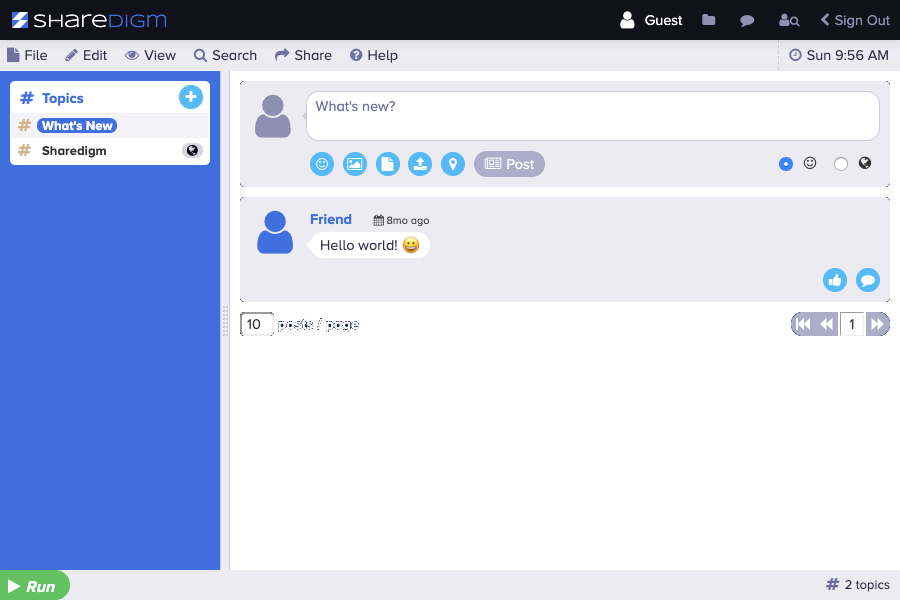 SHAREDIGM
Guest
Sign Out
File
Edit
View
Search
Share
Help
Sun 9:56 AM
# Topics
# What's New
# Sharedigm
What's new?
Post
Friend
8mo ago
Hello world! 😀
10
posts / page
1
Run
# 2 topics